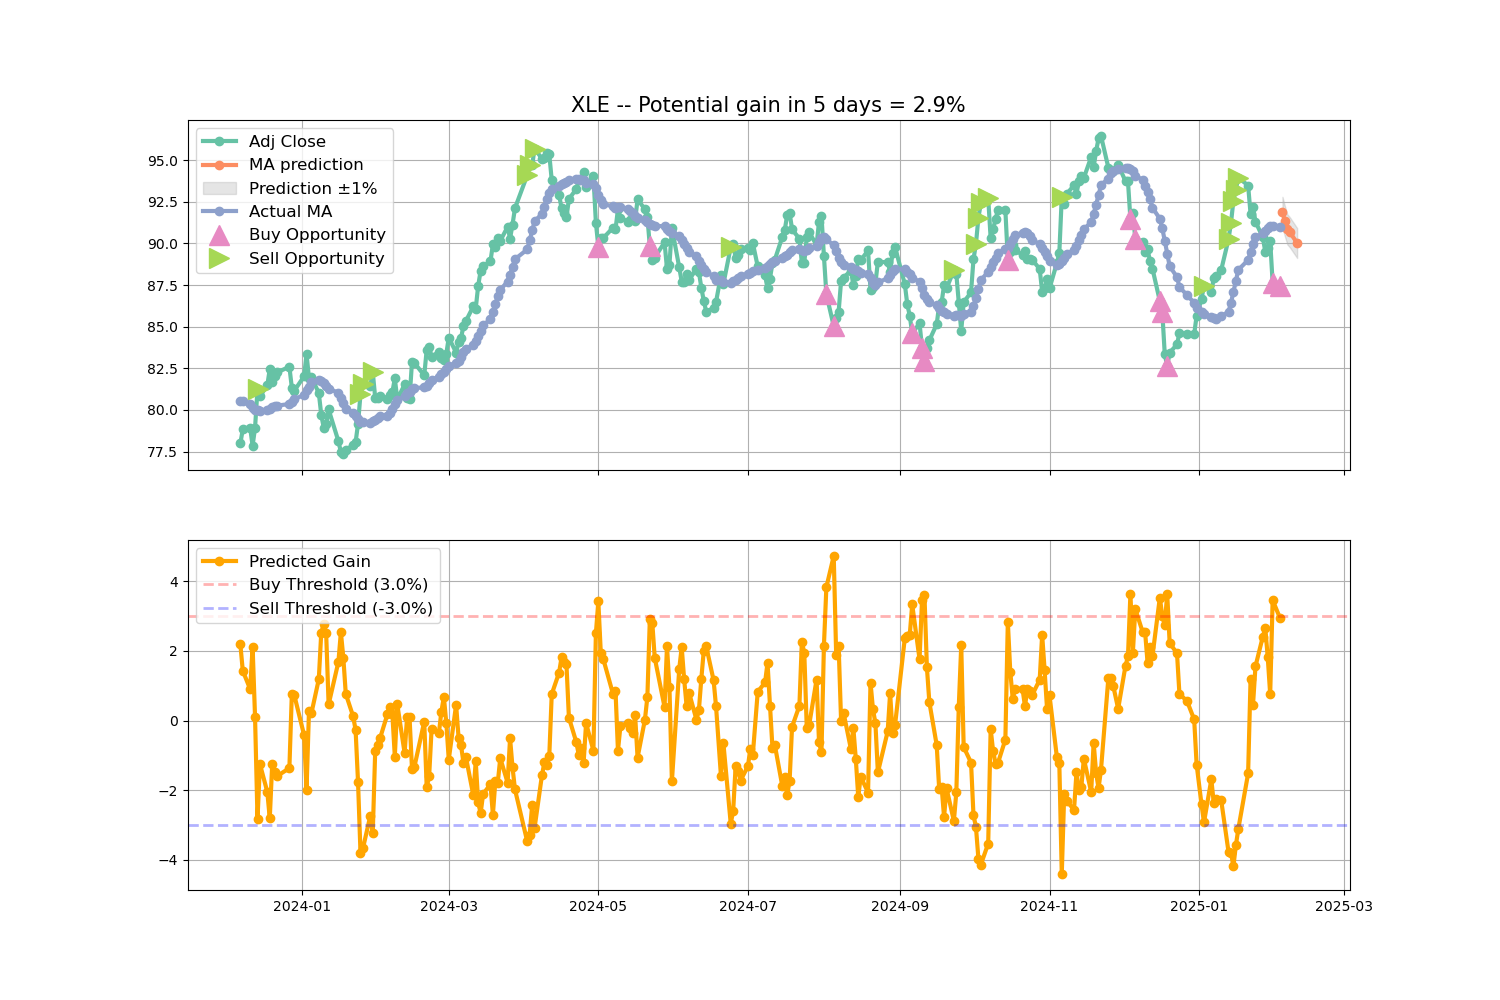 XLE -- Potential gain in 5 days = 2.9%
Adj Close
MA prediction
Prediction ±1%
Actual MA
Buy Opportunity
Sell Opportunity
95.0
92.5
90.0
87.5
85.0
82.5
80.0
77.5
Predicted Gain
Buy Threshold (3.0%)
Sell Threshold (-3.0%)
4
2
0
−2
−4
2024-01
2024-03
2024-05
2024-07
2024-09
2024-11
2025-01
2025-03